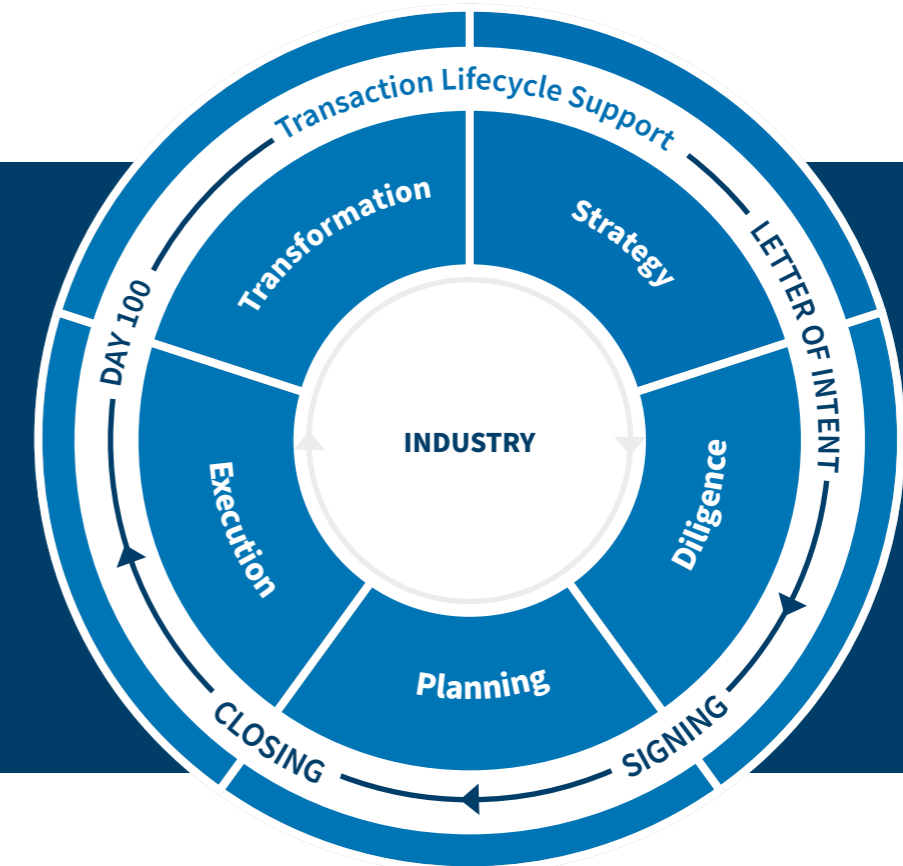 Transaction Lifecycle Support
LETTER OF INTENT
SIGNING
CLOSING
DAY 100
Strategy
Diligence
Planning
Execution
Transformation
INDUSTRY